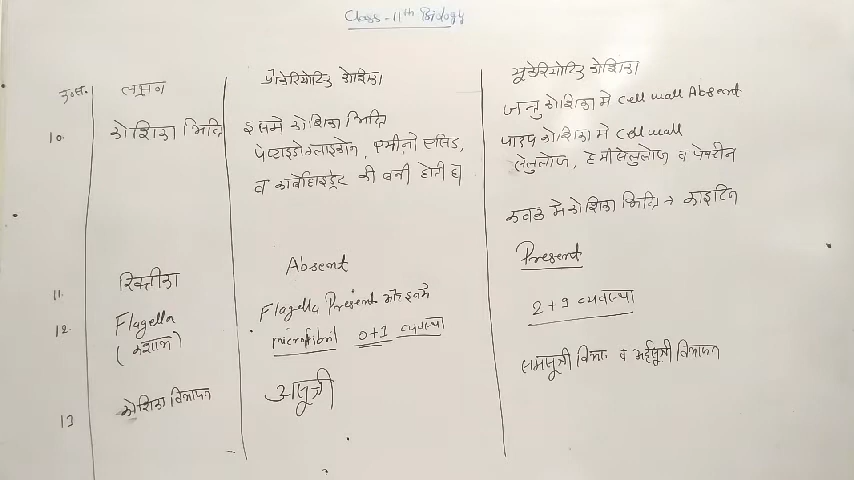 Class - 11th Biology
क्र.सं. लक्षण प्रोकैरियोटिक कोशिका यूकैरियोटिक कोशिका
10. कोशिका भित्ति
इसमें कोशिका भित्ति
पेप्टाइडोग्लाइकोन, एमीनो एसिड,
व कार्बोहाइड्रेट की बनी होती है
जन्तु कोशिका में cell wall Absent
पादप कोशिका में cell wall
सेलुलोज, हेमीसेलुलोज व पेक्टीन
कवक में कोशिका भित्ति → काइटिन
11. रिक्तीका Absent Present
12. Flagella
(कशाभ)
Flagella Present और इनमें
microfibril 0+1 व्यवस्था
2+9 व्यवस्था
13 कोशिका विभाजन असूत्री समसूत्री विभा. व अर्द्धसूत्री विभाजन